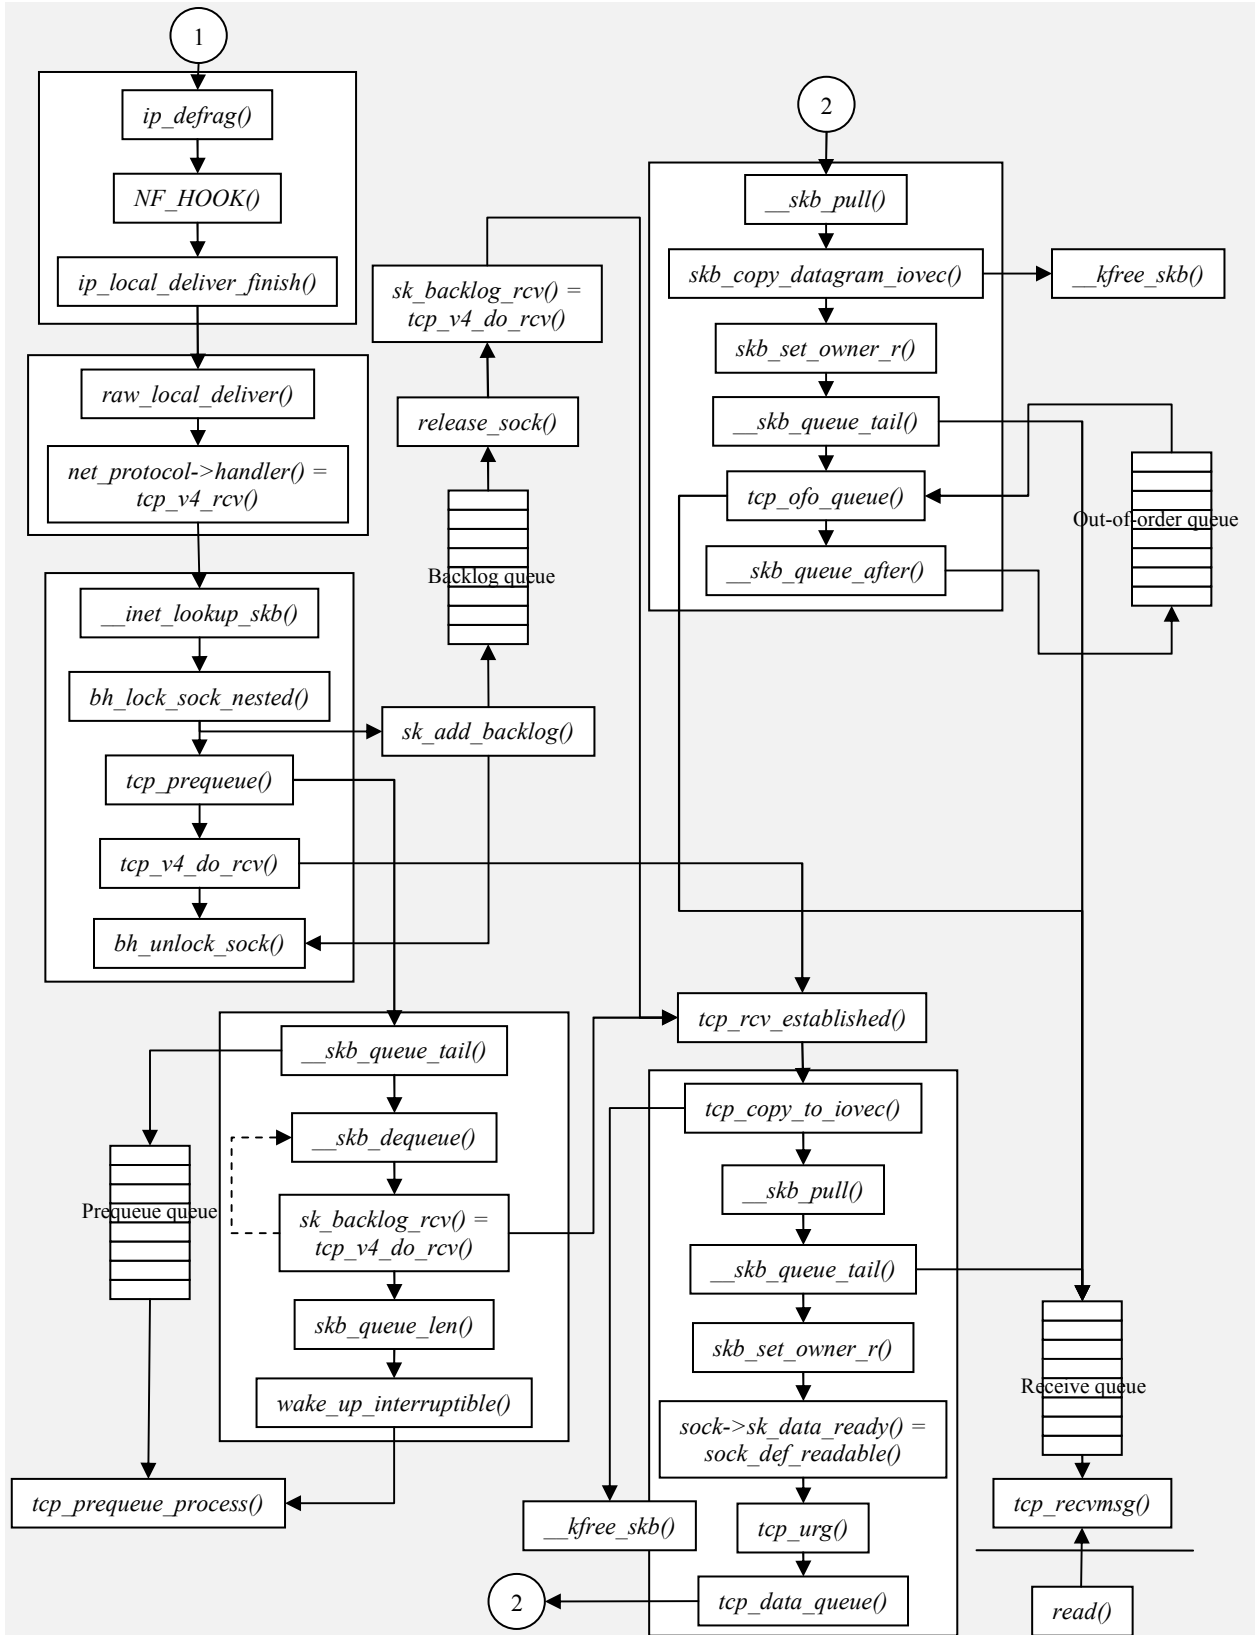 1
ip_defrag()
NF_HOOK()
ip_local_deliver_finish()
raw_local_deliver()
net_protocol->handler() =
tcp_v4_rcv()
__inet_lookup_skb()
bh_lock_sock_nested()
tcp_prequeue()
tcp_v4_do_rcv()
bh_unlock_sock()
sk_backlog_rcv() =
tcp_v4_do_rcv()
release_sock()
Backlog queue
sk_add_backlog()
2
__skb_pull()
skb_copy_datagram_iovec()
__kfree_skb()
skb_set_owner_r()
__skb_queue_tail()
tcp_ofo_queue()
Out-of-order queue
__skb_queue_after()
__skb_queue_tail()
__skb_dequeue()
Prequeue queue
sk_backlog_rcv() =
tcp_v4_do_rcv()
skb_queue_len()
wake_up_interruptible()
tcp_prequeue_process()
tcp_rcv_established()
tcp_copy_to_iovec()
__skb_pull()
__skb_queue_tail()
skb_set_owner_r()
sock->sk_data_ready() =
sock_def_readable()
__kfree_skb()
tcp_urg()
tcp_data_queue()
2
Receive queue
tcp_recvmsg()
read()